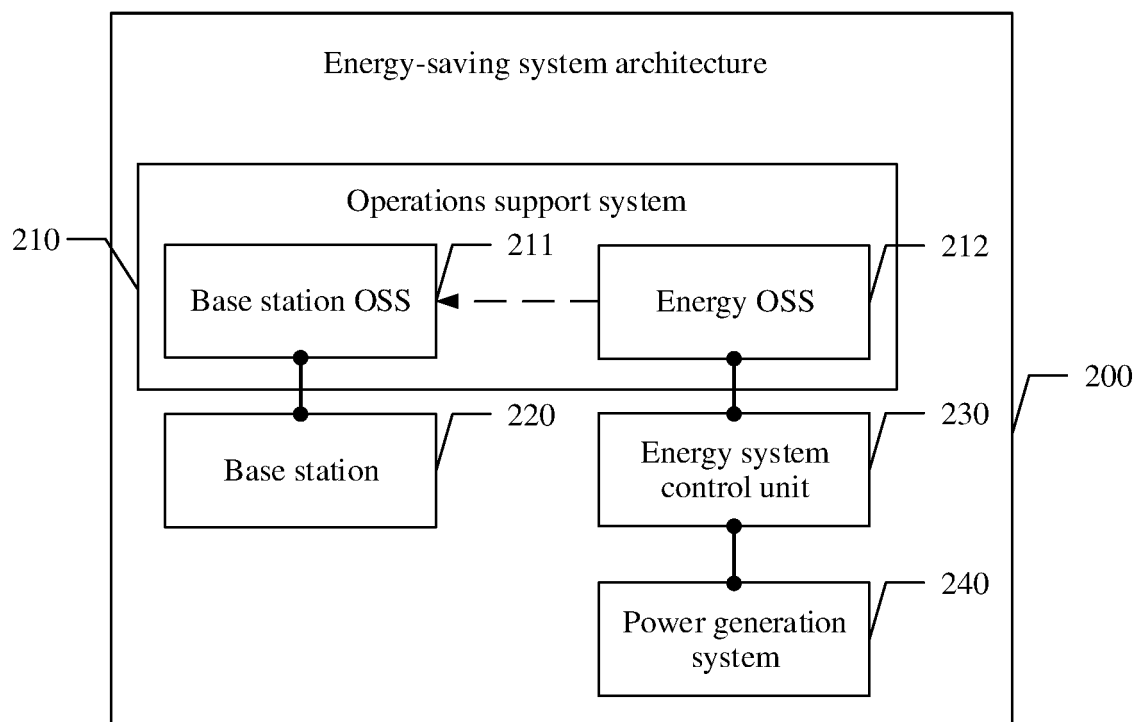 Energy-saving system architecture
Operations support system
210
211
212
Base station OSS
Energy OSS
200
220
230
Base station
Energy system
control unit
240
Power generation
system